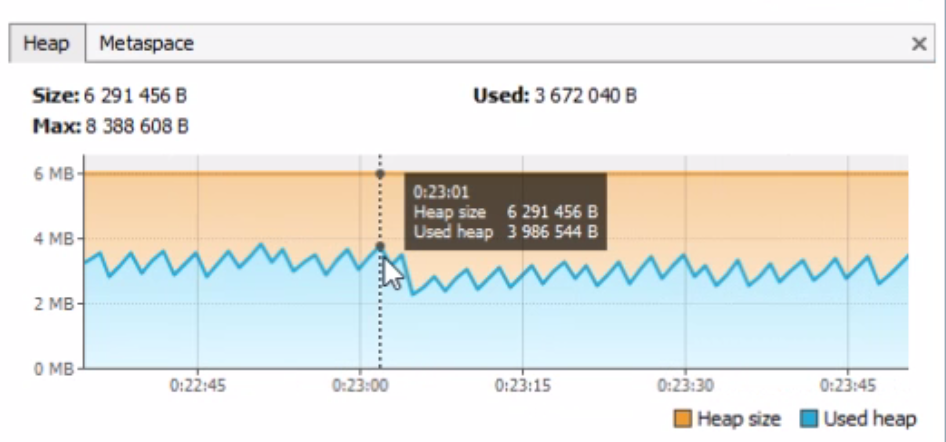 Heap Metaspace ×
Size: 6 291 456 B Used: 3 672 040 B
Max: 8 388 608 B
6 MB
4 MB
2 MB
0 MB
0:23:01
Heap size 6 291 456 B
Used heap 3 986 544 B
0:22:45 0:23:00 0:23:15 0:23:30 0:23:45
Heap size Used heap